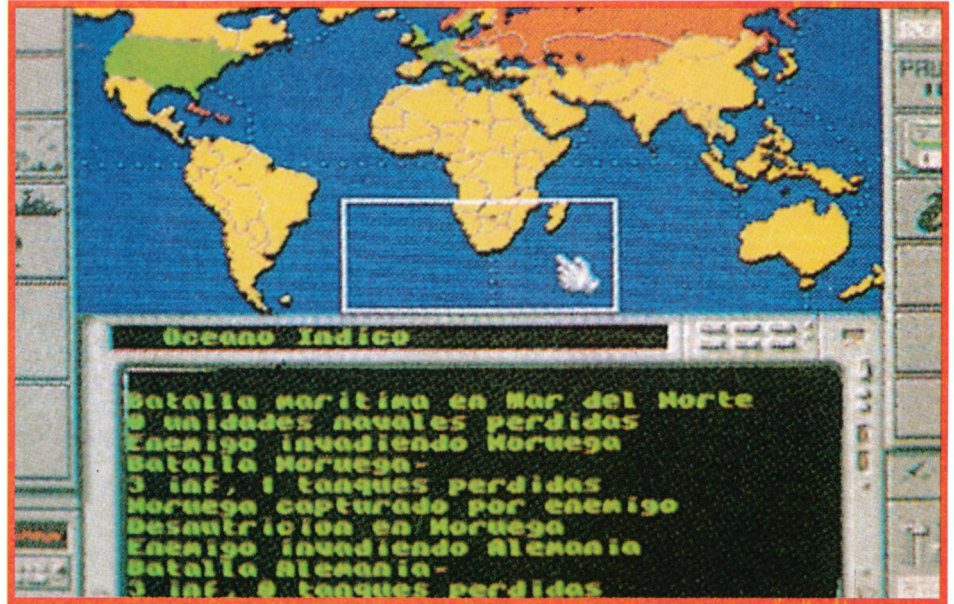 PAU
Oceano Indico
Batalla maritima en Mar del Norte
0 unidades navales perdidas
Enemigo invadiendo Noruega
Batalla Noruega-
3 inf, 1 tanques perdidos
Noruega capturado por enemigo
Desnutricion en Noruega
Enemigo invadiendo Alemania
Batalla Alemania-
3 inf, 0 tanques perdidas